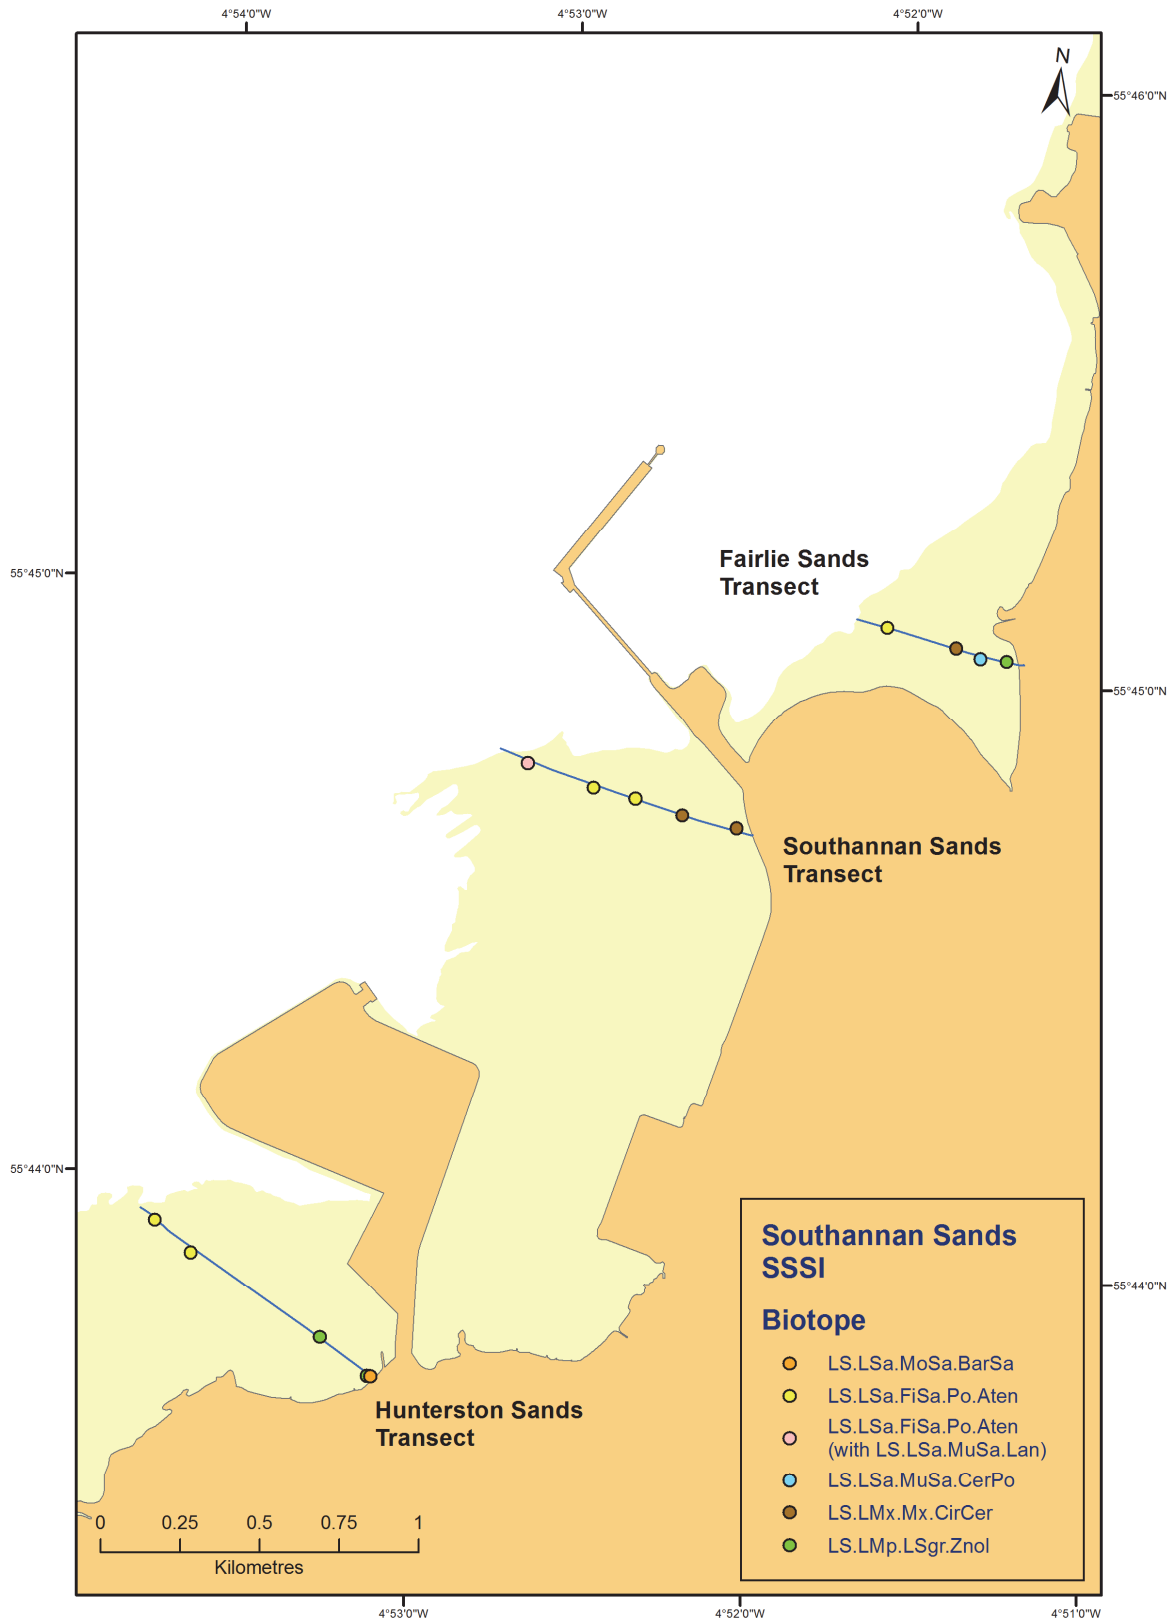 4°54'0"W
4°53'0"W
4°52'0"W
N
55°46'0"N
55°45'0"N
Fairlie Sands
Transect
55°45'0"N
Southannan Sands
Transect
55°44'0"N
Southannan Sands
SSSI
Biotope
LS.LSa.MoSa.BarSa
LS.LSa.FiSa.Po.Aten
LS.LSa.FiSa.Po.Aten
(with LS.LSa.MuSa.Lan)
LS.LSa.MuSa.CerPo
LS.LMx.Mx.CirCer
LS.LMp.LSgr.Znol
55°44'0"N
Hunterston Sands
Transect
0 0.25 0.5 0.75 1
Kilometres
4°53'0"W
4°52'0"W
4°51'0"W